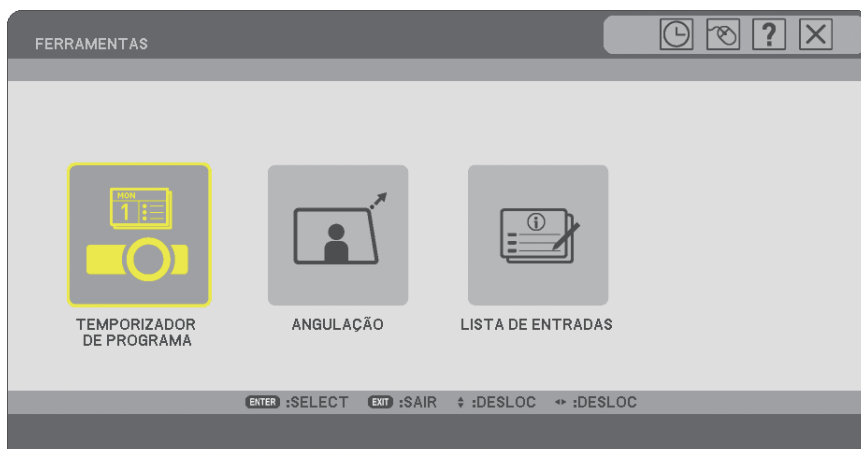 FERRAMENTAS
?
MON
1
TEMPORIZADOR
DE PROGRAMA
ANGULAÇÃO
LISTA DE ENTRADAS
ENTER :SELECT EXIT :SAIR :DESLOC :DESLOC